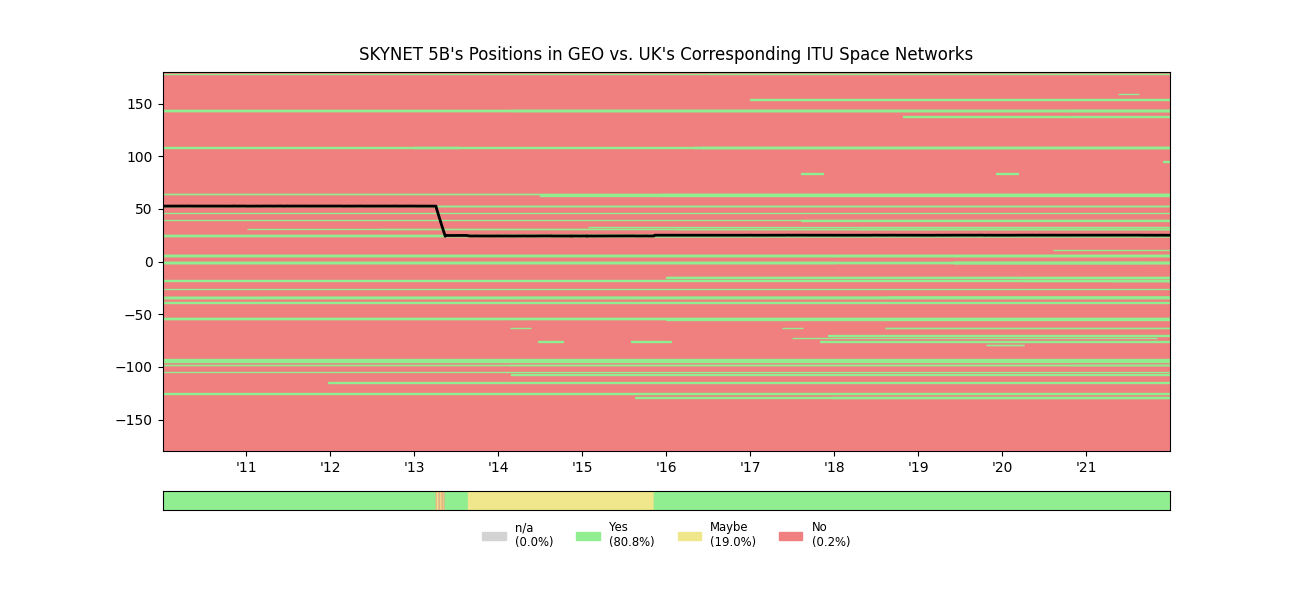 SKYNET 5B's Positions in GEO vs. UK's Corresponding ITU Space Networks
150
100
50
0
−50
−100
−150
'11 '12 '13 '14 '15 '16 '17 '18 '19 '20 '21
n/a Yes Maybe No
(0.0%) (80.8%) (19.0%) (0.2%)